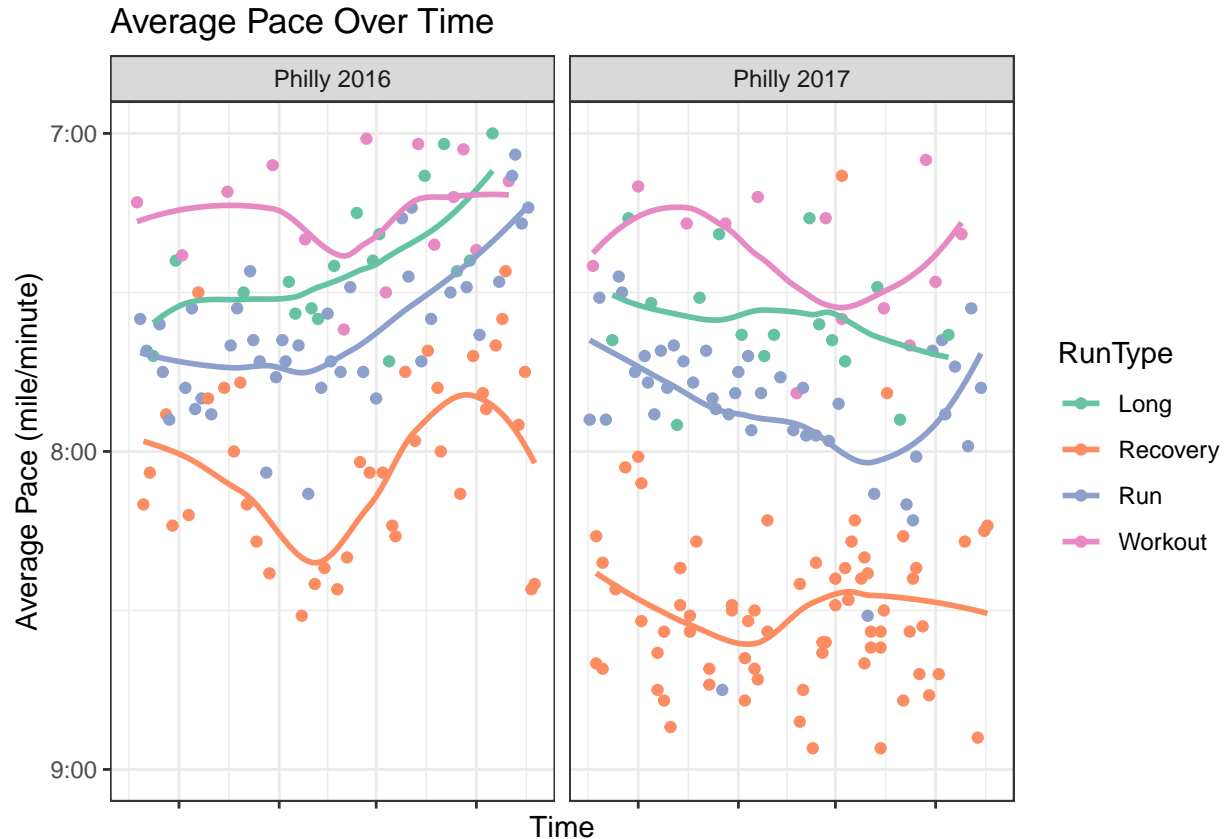 Average Pace Over Time
Philly 2016
Philly 2017
7:00
8:00
9:00
Average Pace (mile/minute)
Time
RunType
Long
Recovery
Run
Workout